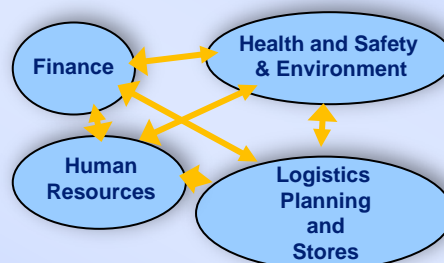 Finance
Health and Safety
& Environment
Human
Resources
Logistics
Planning
and
Stores